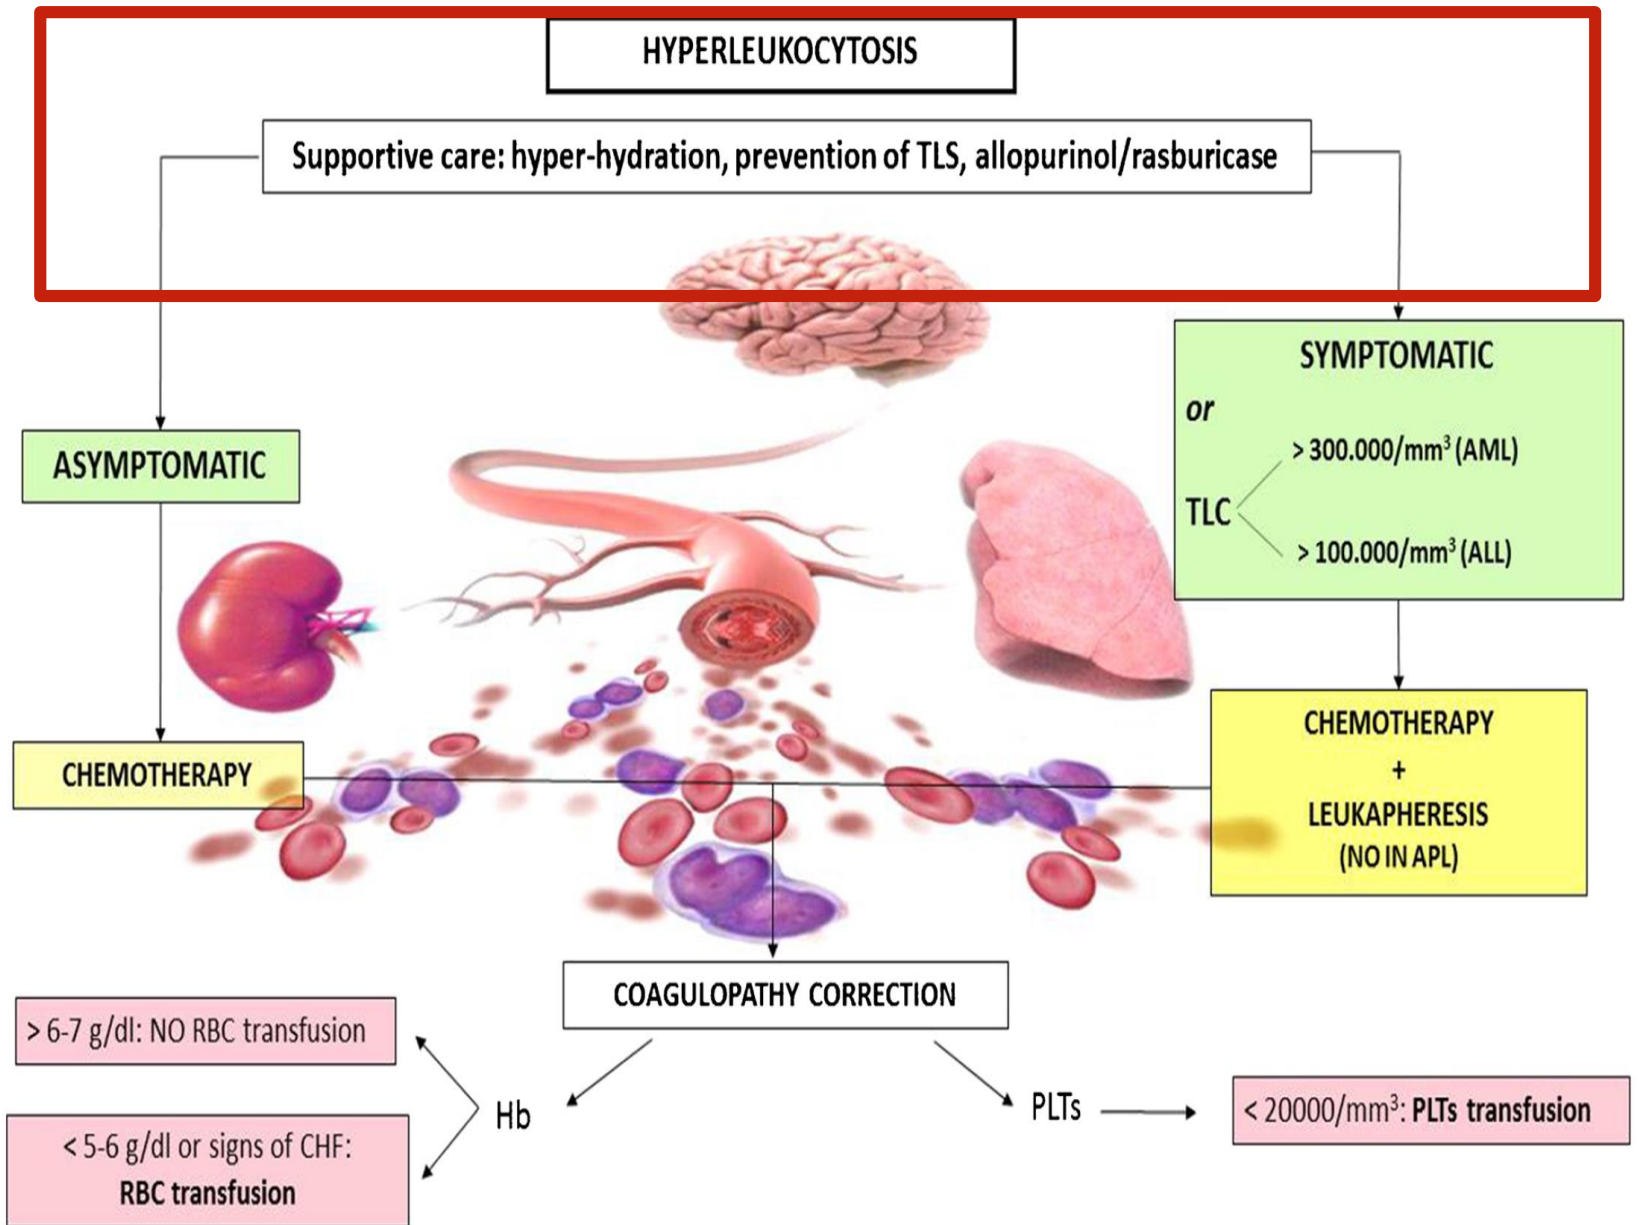 HYPERLEUKOCYTOSIS
Supportive care: hyper-hydration, prevention of TLS, allopurinol/rasburicase
ASYMPTOMATIC
SYMPTOMATIC
or
> 300.000/mm³ (AML)
TLC
> 100.000/mm³ (ALL)
CHEMOTHERAPY
CHEMOTHERAPY
+
LEUKAPHERESIS
(NO IN APL)
COAGULOPATHY CORRECTION
> 6-7 g/dl: NO RBC transfusion
Hb
< 5-6 g/dl or signs of CHF:
RBC transfusion
PLTs
< 20000/mm³: PLTs transfusion